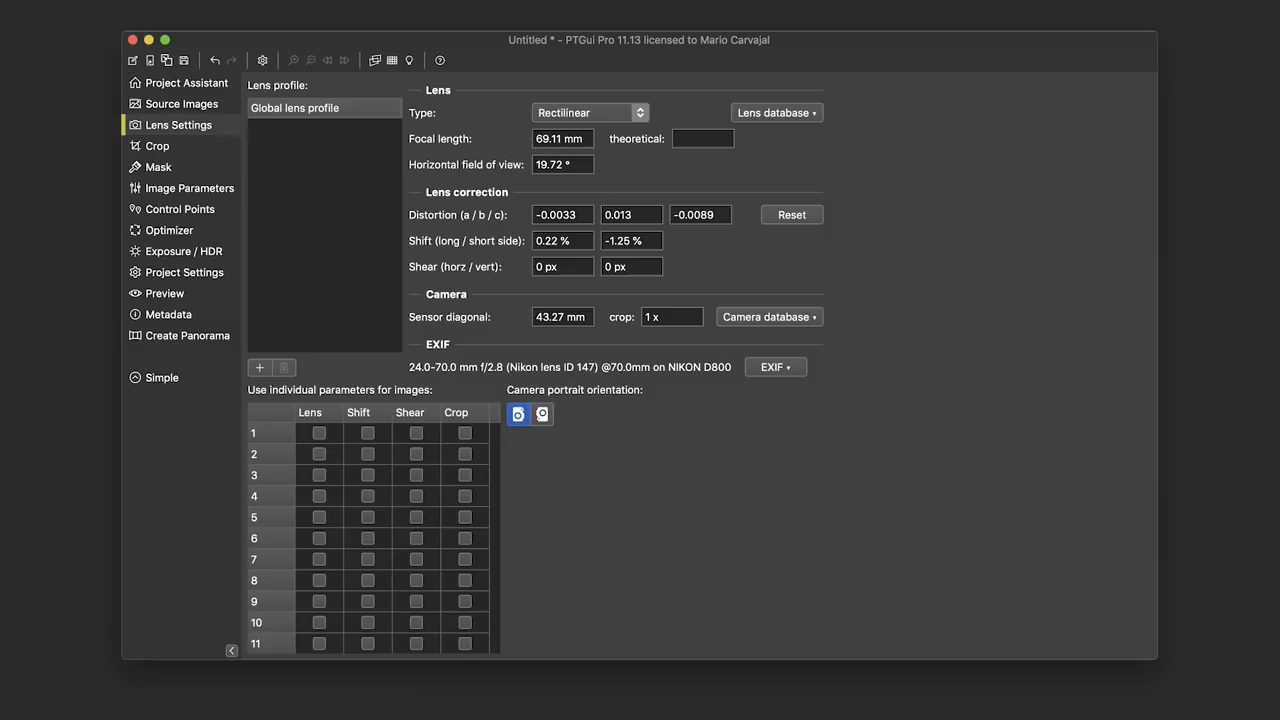 Untitled * - PTGui Pro 11.13 licensed to Mario Carvajal
Project Assistant
Source Images
Lens Settings
Crop
Mask
Image Parameters
Control Points
Optimizer
Exposure / HDR
Project Settings
Preview
Metadata
Create Panorama
Simple
Lens profile:
Global lens profile
Lens
Type: Rectilinear Lens database
Focal length: 69.11 mm theoretical:
Horizontal field of view: 19.72 °
Lens correction
Distortion (a / b / c): -0.0033 0.013 -0.0089 Reset
Shift (long / short side): 0.22 % -1.25 %
Shear (horz / vert): 0 px 0 px
Camera
Sensor diagonal: 43.27 mm crop: 1 x Camera database
EXIF
24.0-70.0 mm f/2.8 (Nikon lens ID 147) @70.0mm on NIKON D800 EXIF
Use individual parameters for images:
Lens Shift Shear Crop
1
2
3
4
5
6
7
8
9
10
11
Camera portrait orientation: